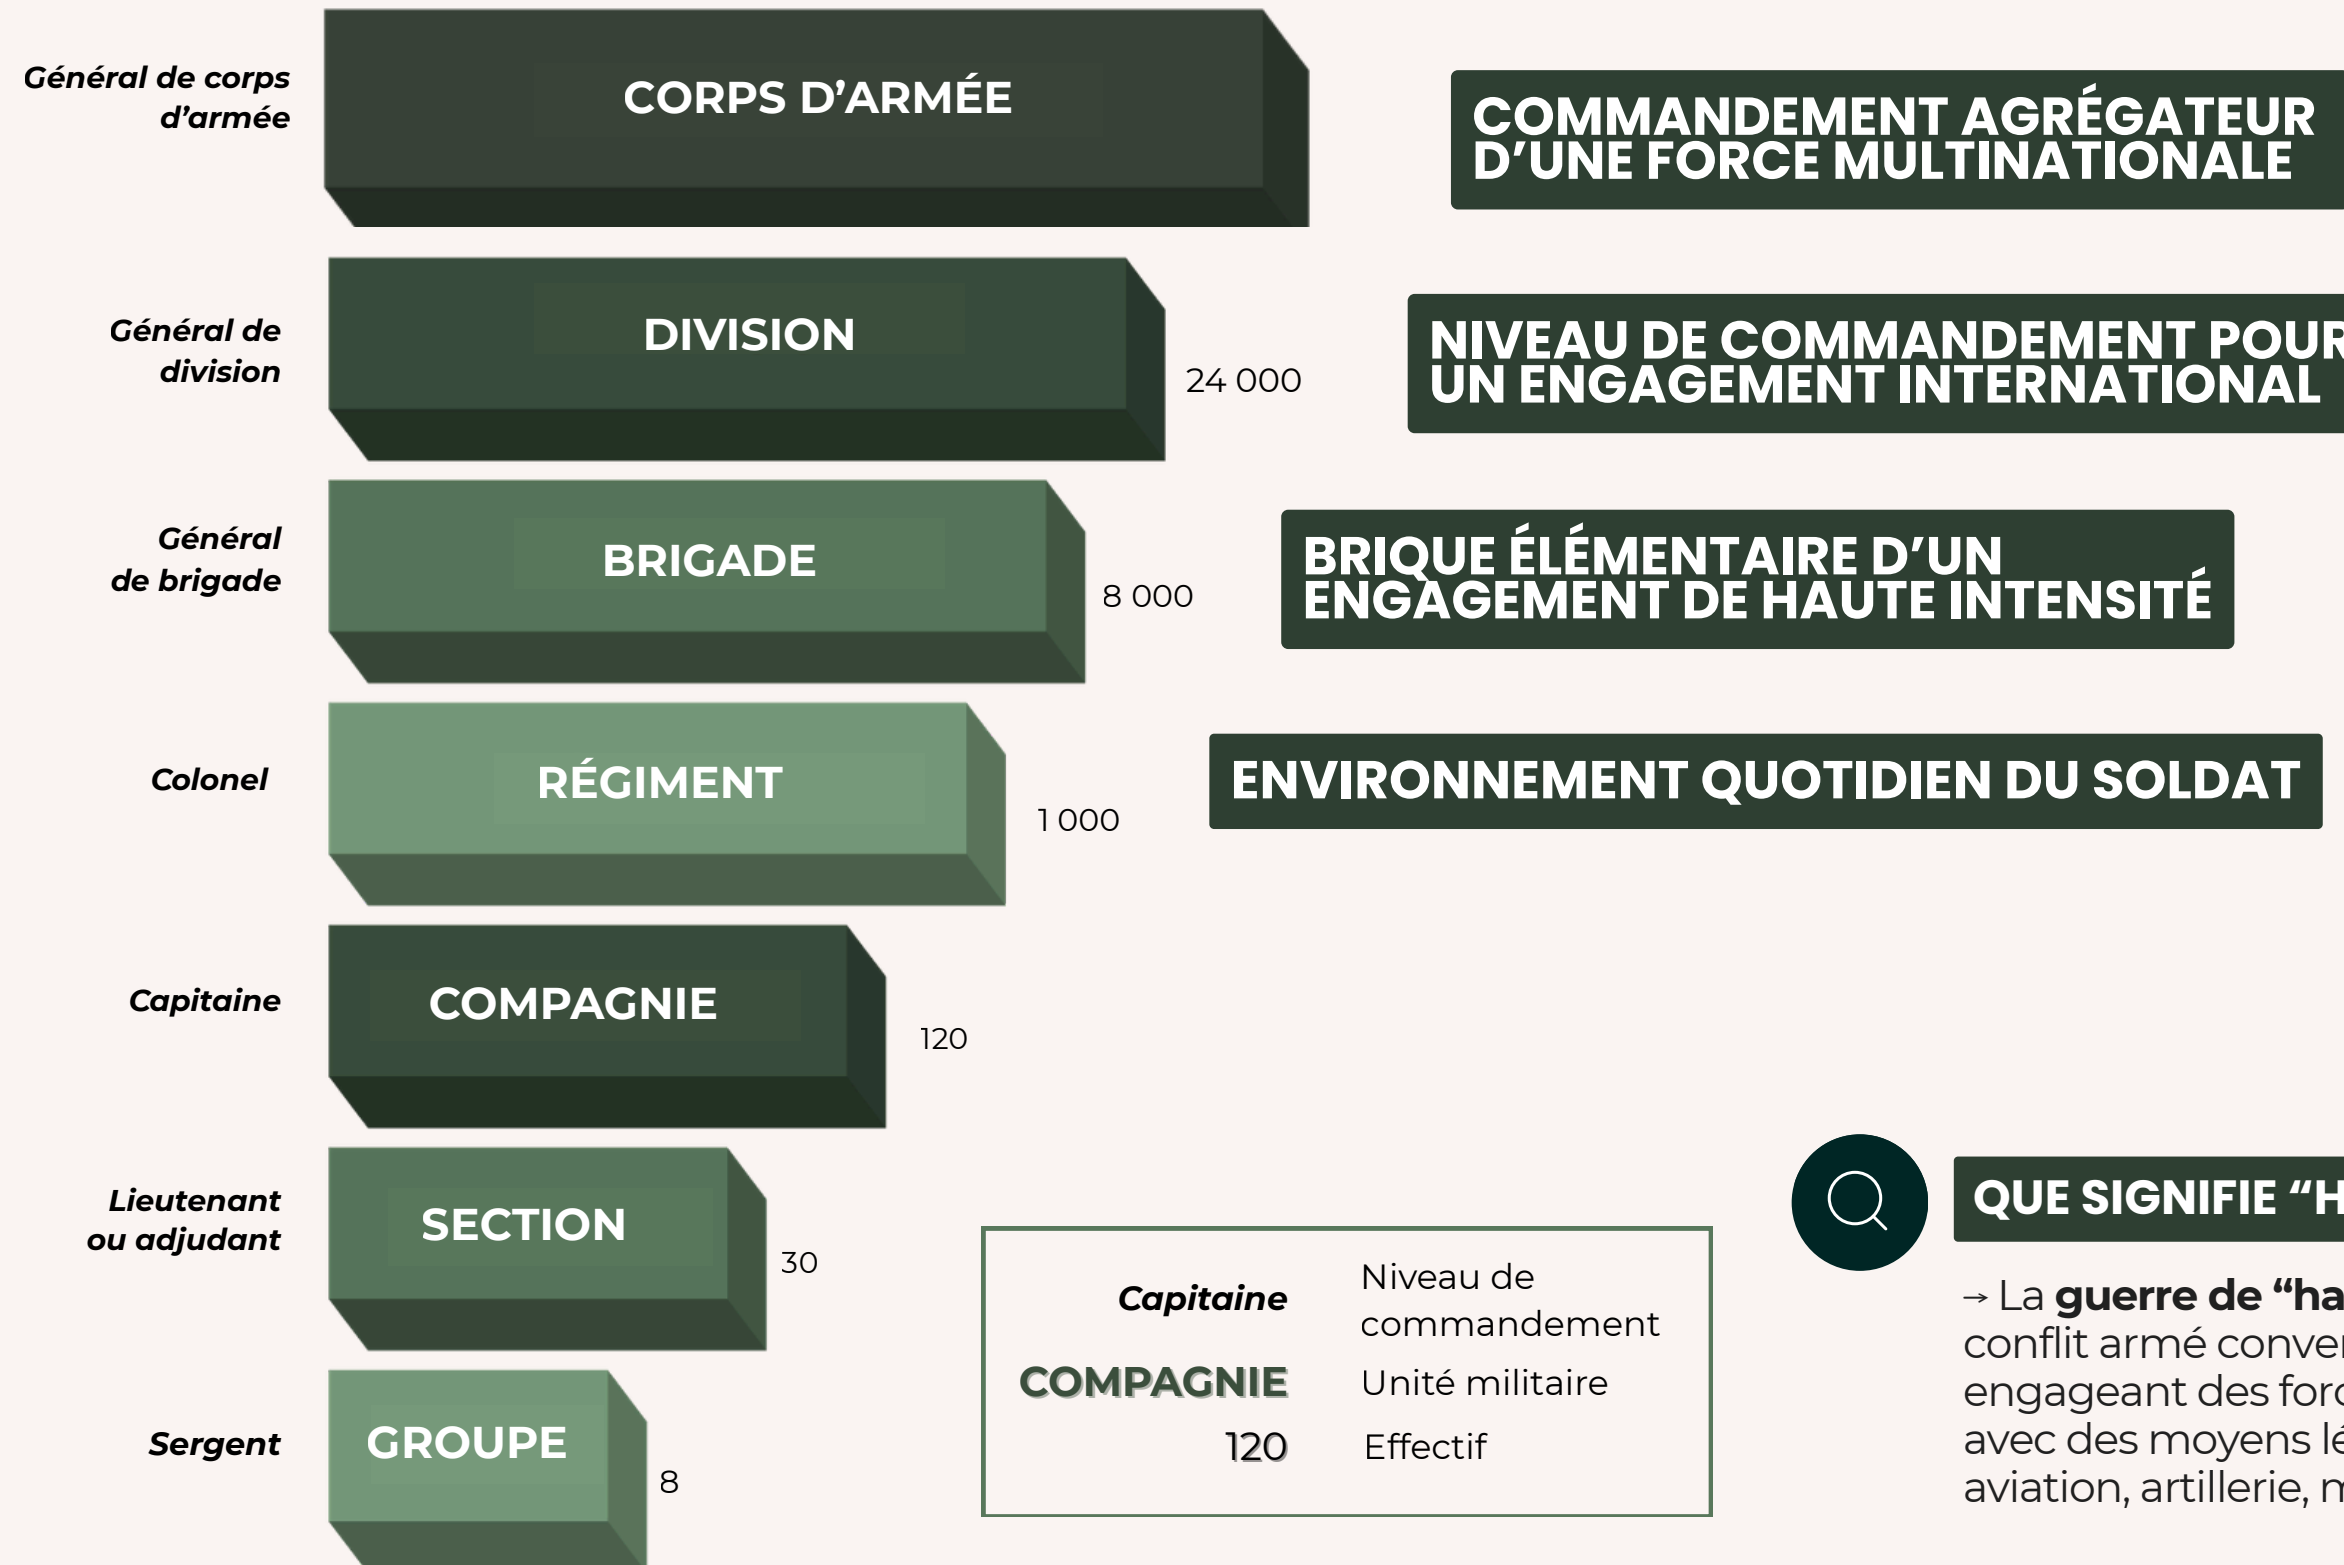 Général de corps
d’armée
CORPS D’ARMÉE
COMMANDEMENT AGRÉGATEUR
D’UNE FORCE MULTINATIONALE
Général de
division
DIVISION
24 000
NIVEAU DE COMMANDEMENT POUR
UN ENGAGEMENT INTERNATIONAL
Général
de brigade
BRIGADE
8 000
BRIQUE ÉLÉMENTAIRE D’UN
ENGAGEMENT DE HAUTE INTENSITÉ
Colonel
RÉGIMENT
1 000
ENVIRONNEMENT QUOTIDIEN DU SOLDAT
Capitaine
COMPAGNIE
120
Lieutenant
ou adjudant
SECTION
30
Sergent
GROUPE
8
Capitaine
Niveau de
commandement
COMPAGNIE
Unité militaire
120
Effectif
QUE SIGNIFIE “H
→ La guerre de “ha
conflit armé conver
engageant des forc
avec des moyens lé
aviation, artillerie, m